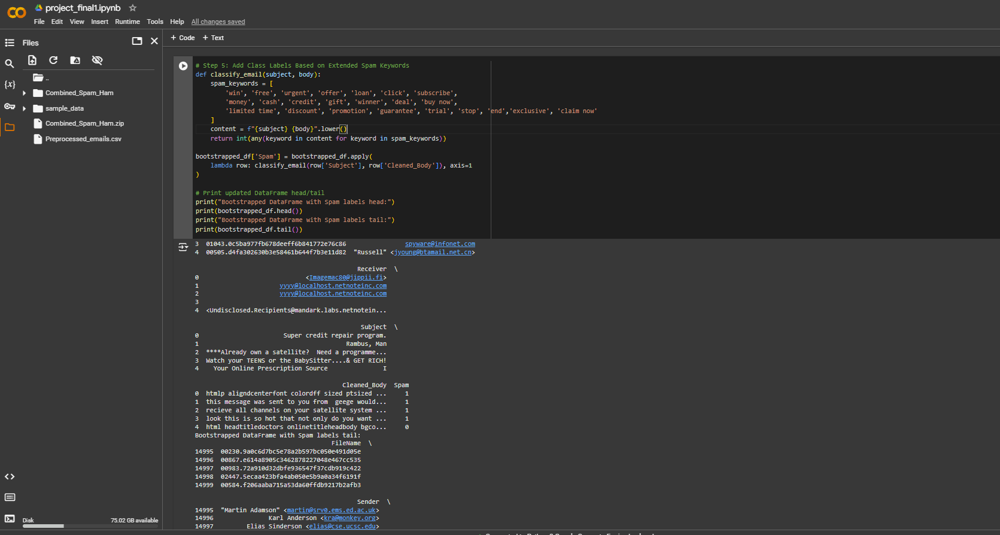 project_final1.ipynb
File Edit View Insert Runtime Tools Help All changes saved
Files
+ Code + Text
..
Combined_Spam_Ham
sample_data
Combined_Spam_Ham.zip
Preprocessed_emails.csv
{x}
# Step 5: Add Class Labels Based on Extended Spam Keywords
def classify_email(subject, body):
    spam_keywords = [
        'win', 'free', 'urgent', 'offer', 'loan', 'click', 'subscribe',
        'money', 'cash', 'credit', 'gift', 'winner', 'deal', 'buy now',
        'limited time', 'discount', 'promotion', 'guarantee', 'trial', 'stop', 'end','exclusive', 'claim now'
    ]
    content = f"{subject} {body}".lower()
    return int(any(keyword in content for keyword in spam_keywords))
bootstrapped_df['Spam'] = bootstrapped_df.apply(
    lambda row: classify_email(row['Subject'], row['Cleaned_Body']), axis=1
)
# Print updated DataFrame head/tail
print("Bootstrapped DataFrame with Spam labels head:")
print(bootstrapped_df.head())
print("Bootstrapped DataFrame with Spam labels tail:")
print(bootstrapped_df.tail())
3 01043.0c5ba977fb678deeff6b841772e76c86 spyware@infonet.com
4 00505.d4fa302630b3e58461b644f7b3e11d82 "Russell" <jyoung@btamail.net.cn>
Receiver \
0 <Imagemac80@jippii.fi>
1 yyyy@localhost.netnoteinc.com
2 yyyy@localhost.netnoteinc.com
3
4 <Undisclosed.Recipients@mandark.labs.netnotein...
Subject \
0 Super credit repair program.
1 Rambus, Man
2 ****Already own a satellite? Need a programme...
3 Watch your TEENS or the BabySitter....& GET RICH!
4 Your Online Prescription Source I
Cleaned_Body Spam
0 htmlp aligndcenterfont colordff sized ptsized ... 1
1 this message was sent to you from geege would... 1
2 recieve all channels on your satellite system ... 1
3 look this is so hot that not only do you want ... 1
4 html headtitledoctors onlinetitleheadbody bgco... 0
Bootstrapped DataFrame with Spam labels tail:
FileName \
14995 00230.9a0c6d7bc5e78a2b597bc050e491d05e
14996 00867.e614a8905c3462878227048e467cc535
14997 00983.72a910d32dbfe936547f37cdb919c422
14998 02447.5ecaa423bfa4ab050e5b9a0a34f6191f
14999 00584.f206aaba715a53da60ffdb9217b2afb3
Sender \
14995 "Martin Adamson" <martin@srv0.ems.ed.ac.uk>
14996 Karl Anderson <kra@monkey.org>
14997 Elias Sinderson <elias@cse.ucsc.edu>
Disk 75.02 GB available